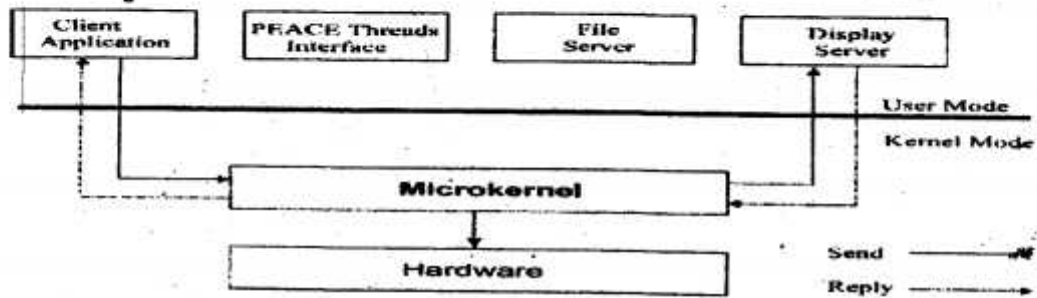 Client
Application
PEACE Threads
Interface
File
Server
Display
Server
User Mode
Kernel Mode
Microkernel
Hardware
Send
Reply